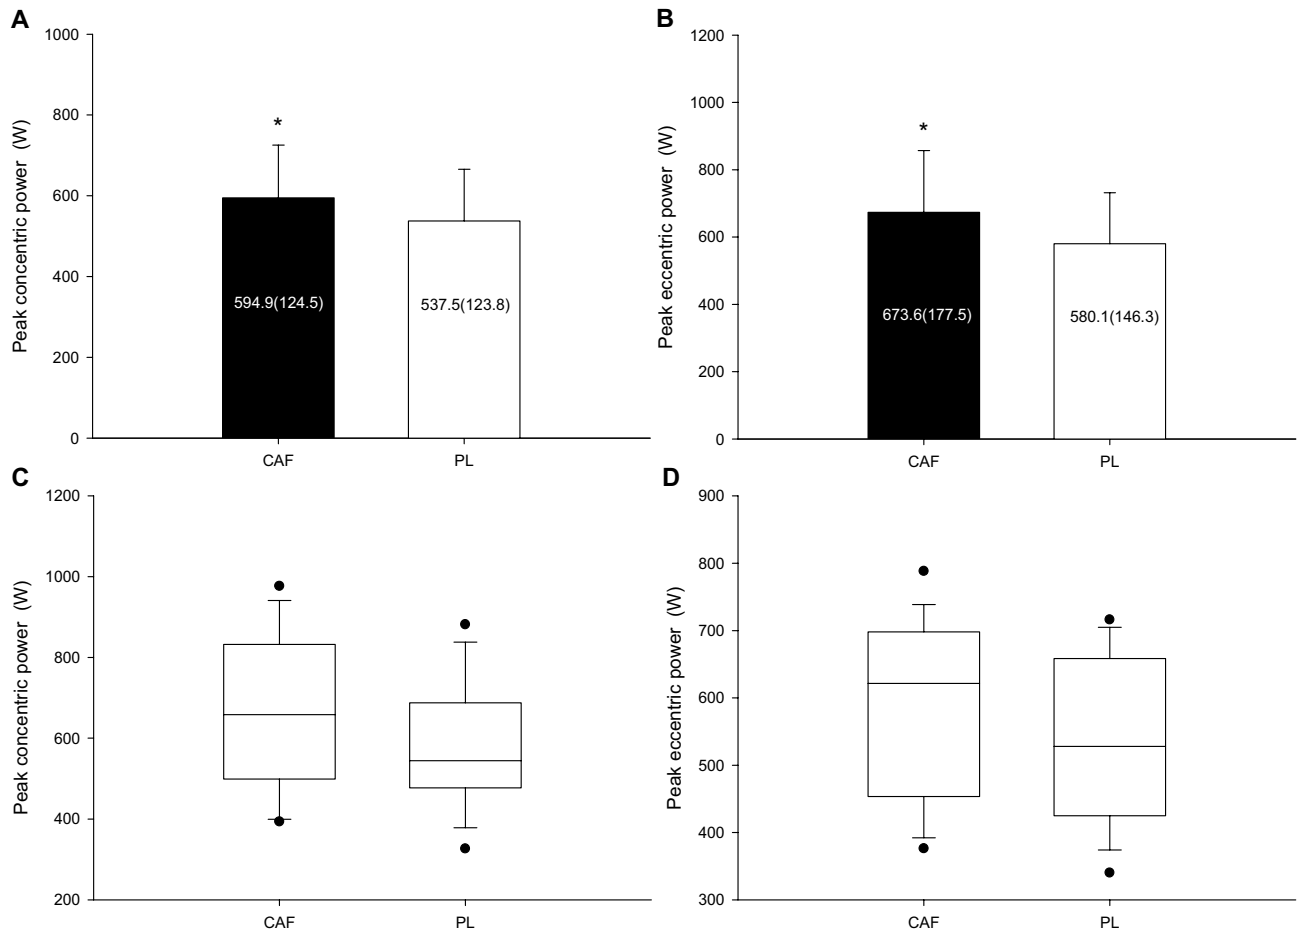 A
Peak concentric power (W)
1000
800
600
400
200
0
*
594.9(124.5)
537.5(123.8)
CAF
PL
B
Peak eccentric power (W)
1200
1000
800
600
400
200
0
*
673.6(177.5)
580.1(146.3)
CAF
PL
C
Peak concentric power (W)
1200
1000
800
600
400
200
CAF
PL
D
Peak eccentric power (W)
900
800
700
600
500
400
300
CAF
PL